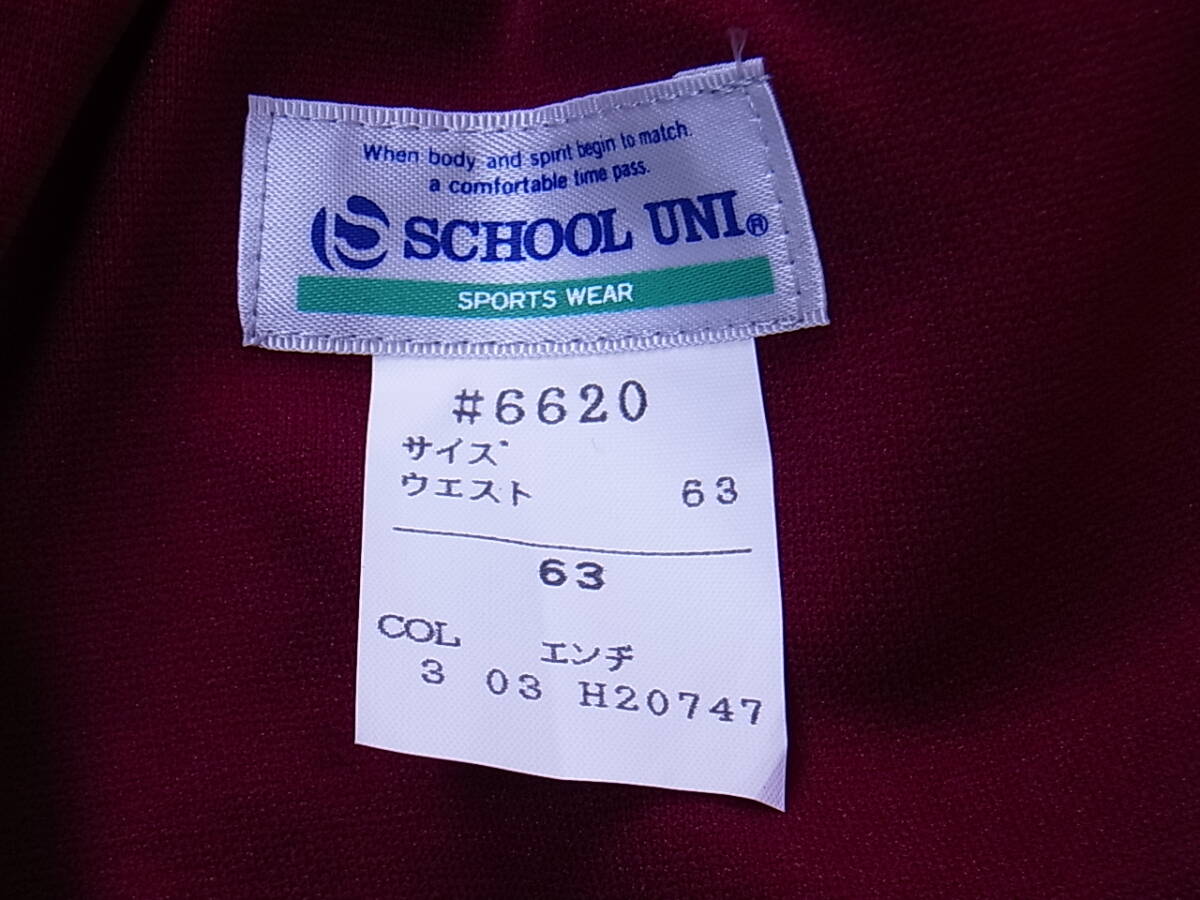 When body and spirit begin to match.
a comfortable time pass.
S SCHOOL UNI®
SPORTS WEAR
#6620
サイズ
ウエスト 63
63
COL エンヂ
3 03 H20747